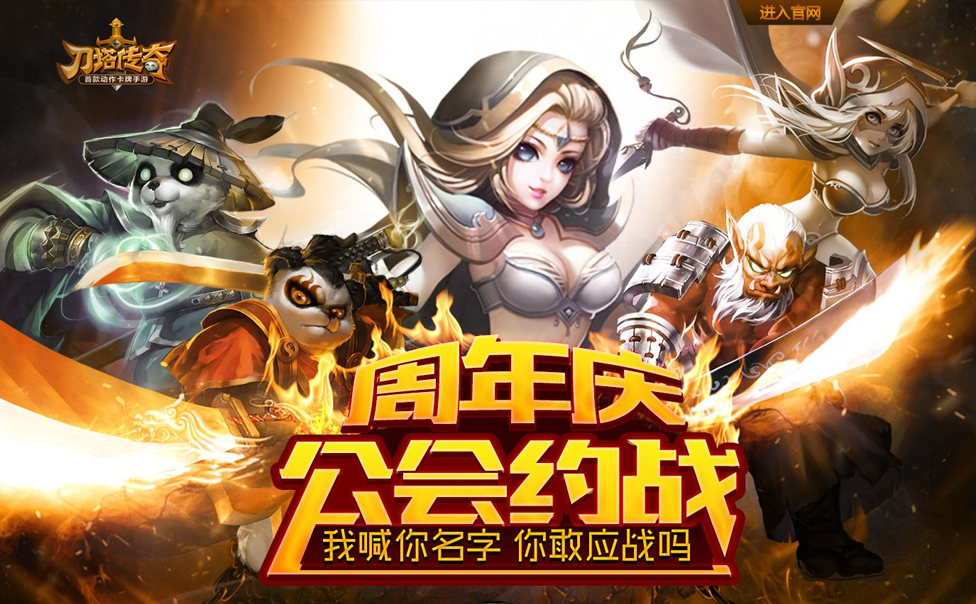 进入官网
刀塔传奇
首款动作卡牌手游
周年庆
公会约战
我喊你名字 你敢应战吗